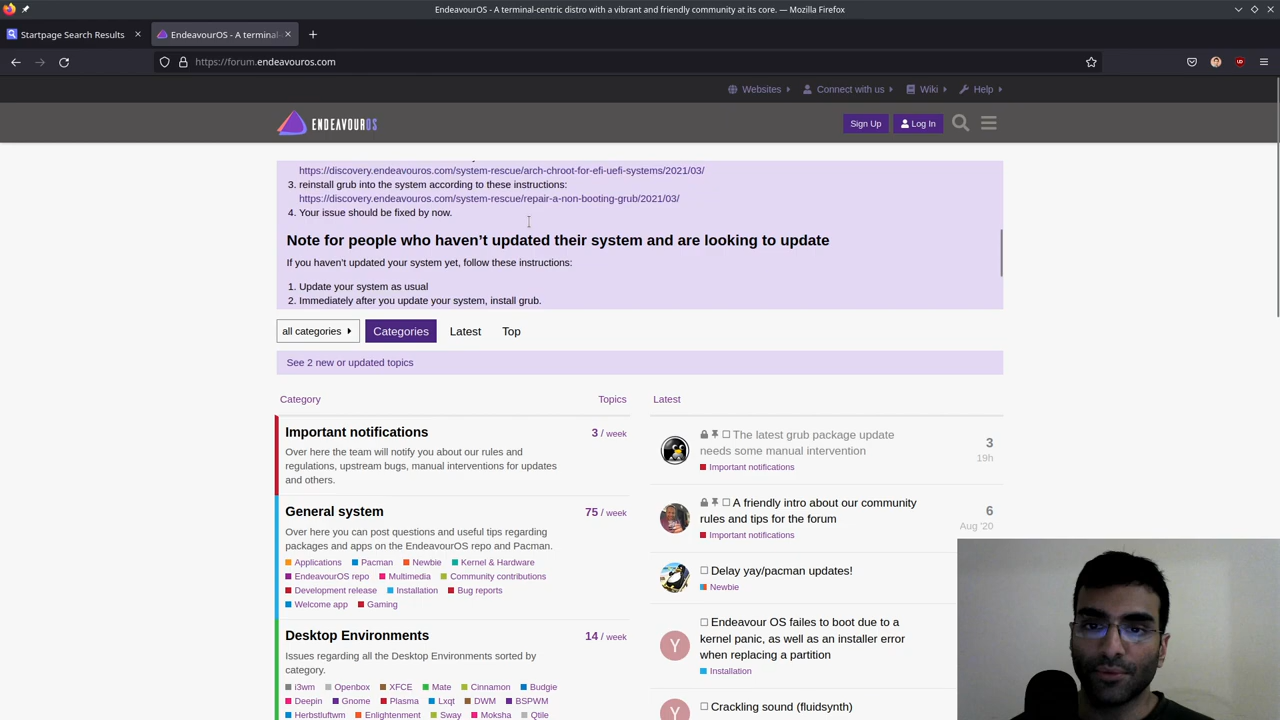 EndeavourOS - A terminal-centric distro with a vibrant and friendly community at its core. — Mozilla Firefox
Startpage Search Results
EndeavourOS - A terminal-
https://forum.endeavouros.com
Websites
Connect with us
Wiki
Help
ENDEAVOUROS
Sign Up
Log In
https://discovery.endeavouros.com/system-rescue/arch-chroot-for-efi-uefi-systems/2021/03/
3. reinstall grub into the system according to these instructions:
https://discovery.endeavouros.com/system-rescue/repair-a-non-booting-grub/2021/03/
4. Your issue should be fixed by now.
Note for people who haven’t updated their system and are looking to update
If you haven’t updated your system yet, follow these instructions:
1. Update your system as usual
2. Immediately after you update your system, install grub.
all categories
Categories
Latest
Top
See 2 new or updated topics
Category
Topics
Important notifications
3 / week
Over here the team will notify you about our rules and
regulations, upstream bugs, manual interventions for updates
and others.
General system
75 / week
Over here you can post questions and useful tips regarding
packages and apps on the EndeavourOS repo and Pacman.
Applications Pacman Newbie Kernel & Hardware
EndeavourOS repo Multimedia Community contributions
Development release Installation Bug reports
Welcome app Gaming
Desktop Environments
14 / week
Issues regarding all the Desktop Environments sorted by
category.
i3wm Openbox XFCE Mate Cinnamon Budgie
Deepin Gnome Plasma Lxqt DWM BSPWM
Herbstluftwm Enlightenment Sway Moksha Qtile
Latest
The latest grub package update
needs some manual intervention
Important notifications
3
19h
A friendly intro about our community
rules and tips for the forum
Important notifications
6
Aug '20
Delay yay/pacman updates!
Newbie
Y
Endeavour OS failes to boot due to a
kernel panic, as well as an installer error
when replacing a partition
Installation
Y
Crackling sound (fluidsynth)